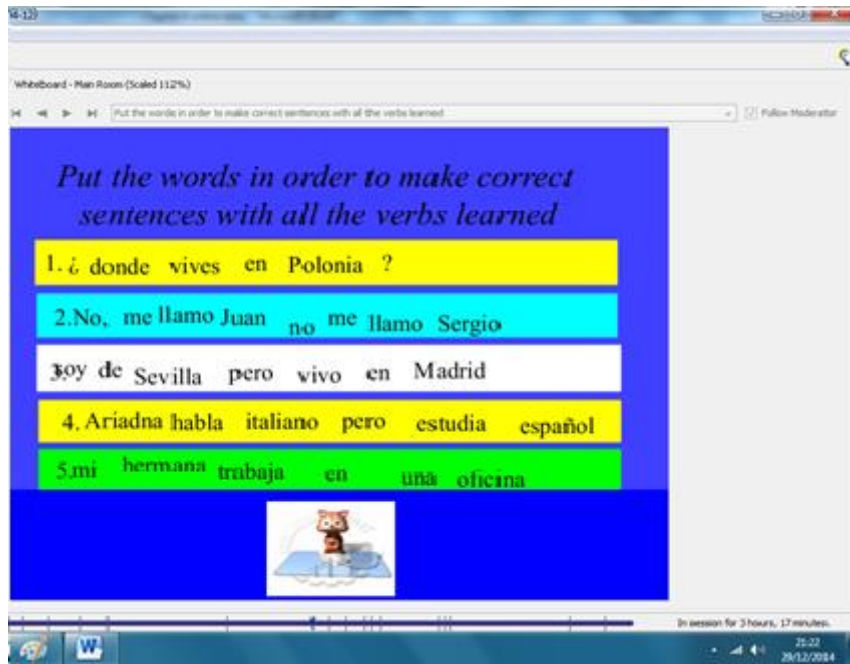 4-12)
Whiteboard - Main Room (Scaled 112%)
Put the words in order to make correct sentences with all the verbs learned
Follow Moderator
Put the words in order to make correct
sentences with all the verbs learned
1. ¿ donde vives en Polonia ?
2.No, me llamo Juan no me llamo Sergio
3. soy de Sevilla pero vivo en Madrid
4. Ariadna habla italiano pero estudia español
5.mi hermana trabaja en una oficina
In session for 3 hours, 17 minutes.
W
21:22
29/12/2014